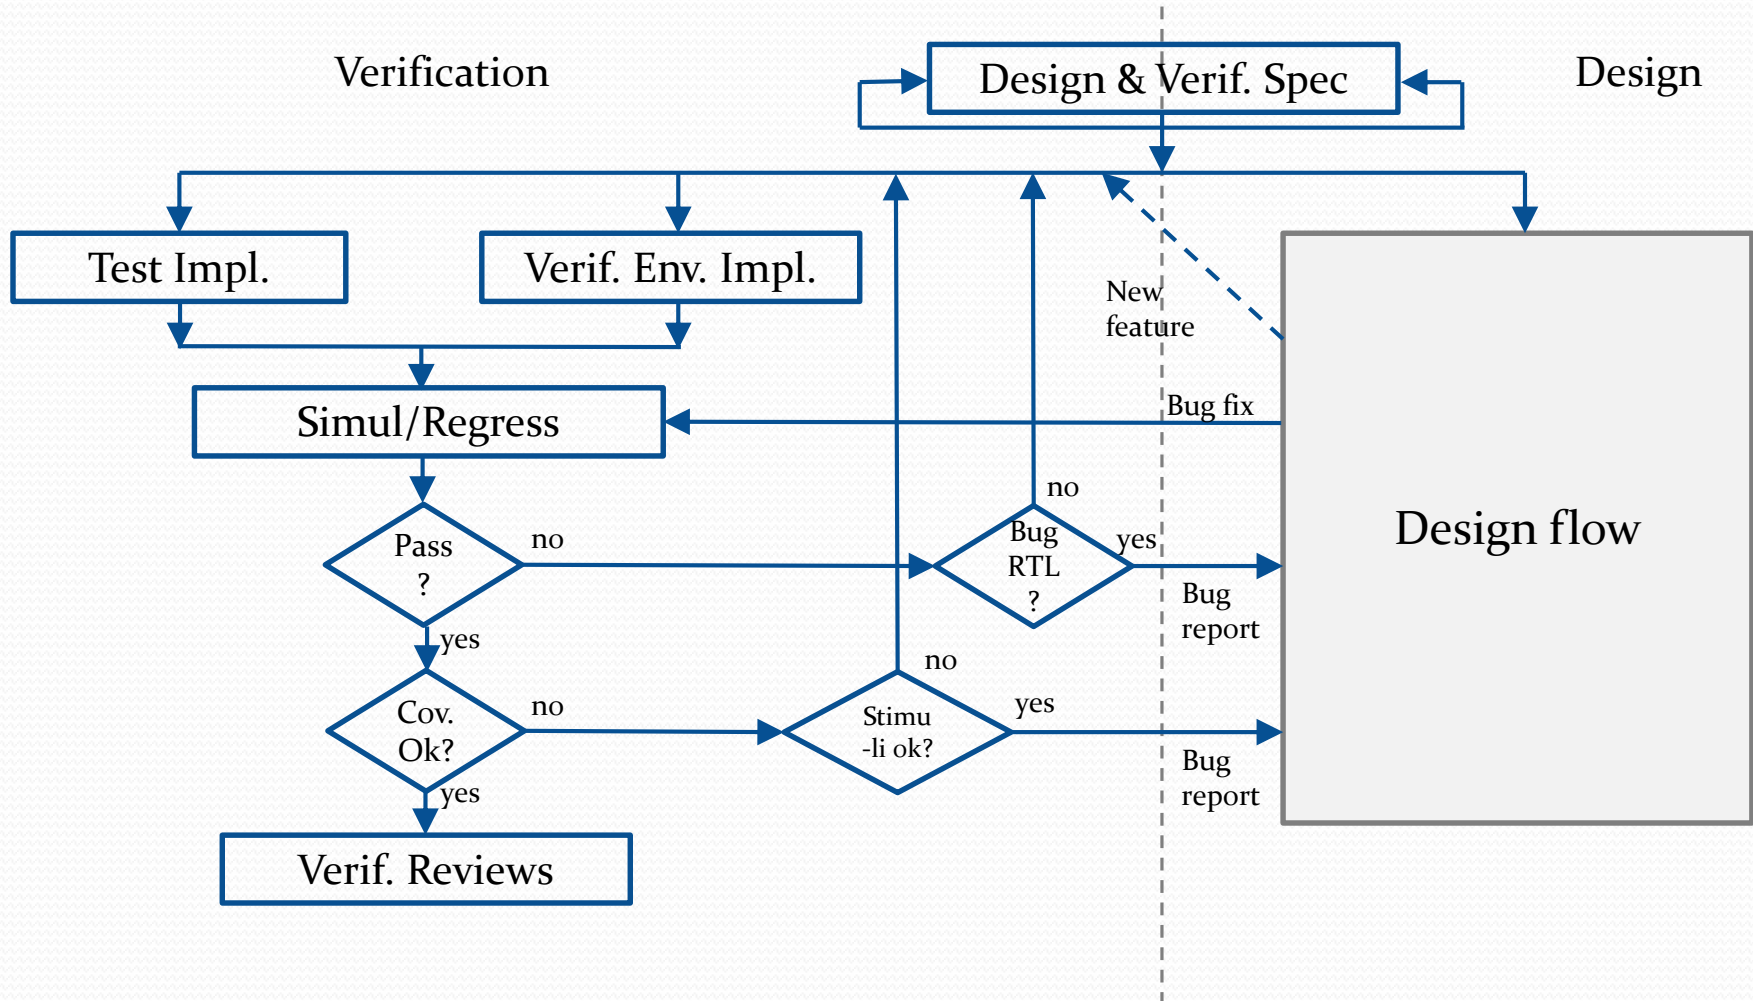 Verification
Design & Verif. Spec
Design
Test Impl.
Verif. Env. Impl.
New
feature
Simul/Regress
Bug fix
no
Pass
?
no
Bug
RTL
?
yes
Design flow
Bug
report
yes
no
Cov.
Ok?
no
Stimu
-li ok?
yes
Bug
report
yes
Verif. Reviews